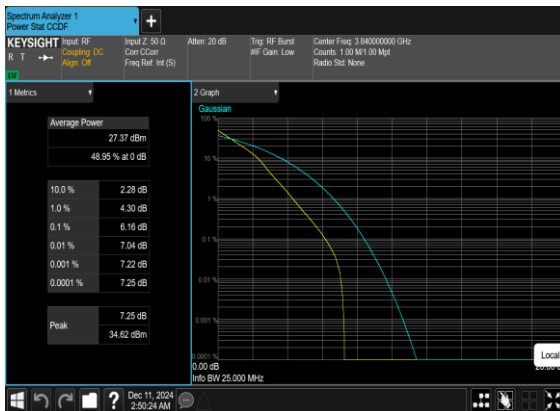 Spectrum Analyzer 1
Power Stat CCDF
KEYSIGHT
R T
LXI
Input: RF
Coupling: DC
Align: Off
Input Z: 50 Ω
Corr CCorr
Freq Ref: Int (S)
Atten: 20 dB
Trig: RF Burst
#IF Gain: Low
Center Freq: 3.840000000 GHz
Counts: 1.00 M/1.00 Mpt
Radio Std: None
1 Metrics
Average Power
27.37 dBm
48.95 % at 0 dB
10.0 % 2.28 dB
1.0 % 4.30 dB
0.1 % 6.16 dB
0.01 % 7.04 dB
0.001 % 7.22 dB
0.0001 % 7.25 dB
Peak
7.25 dB
34.62 dBm
2 Graph
Gaussian
100 %
10 %
1 %
0.1 %
0.01 %
0.001 %
0.0001 %
0.00 dB
Info BW 25.000 MHz
Local
?
Dec 11, 2024
2:50:24 AM